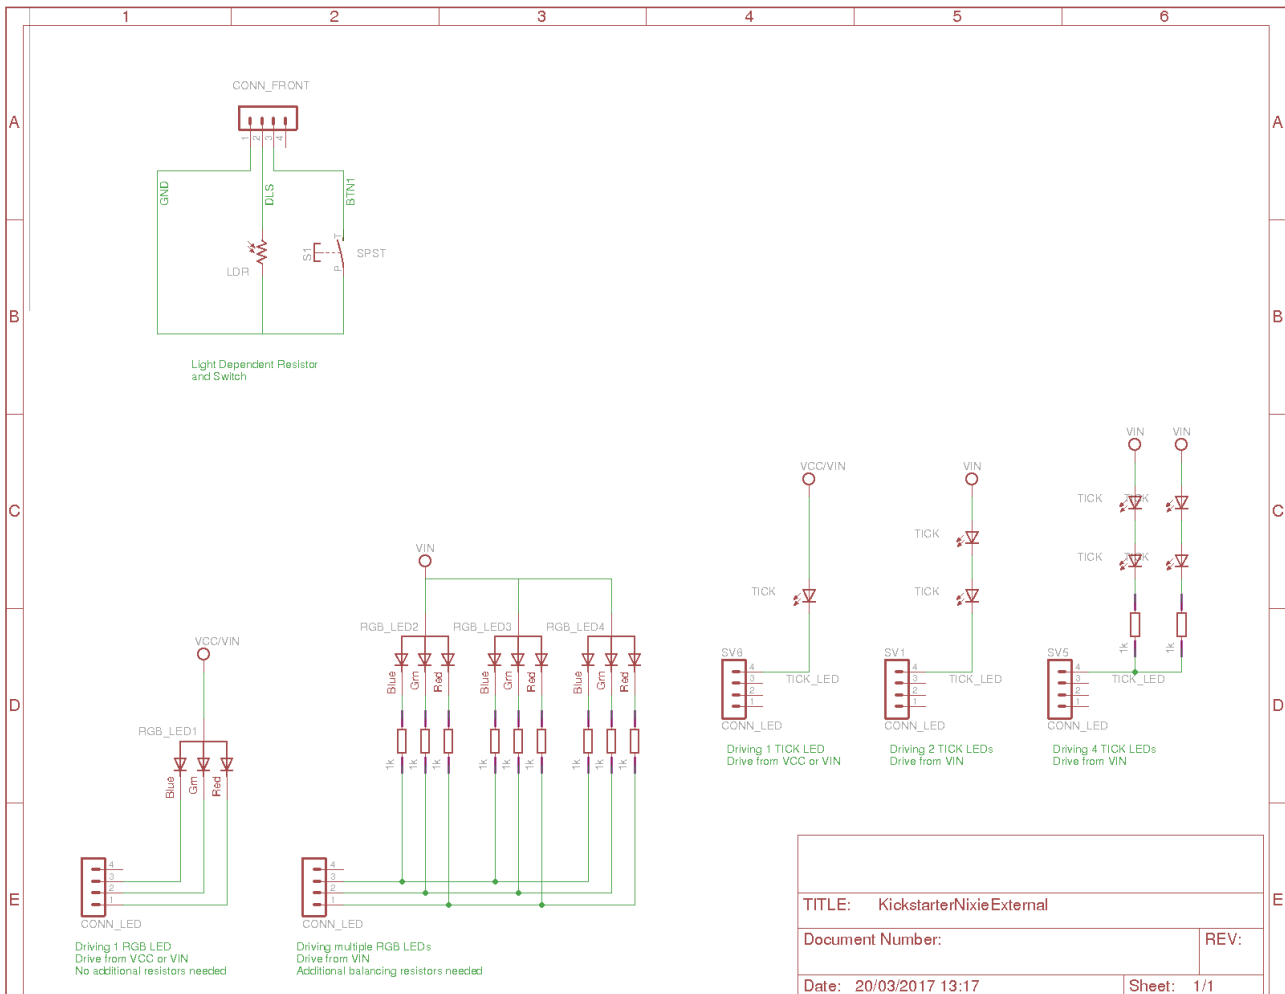 1 2 3 4 5 6
A A
B B
C C
D D
E E
CONN_FRONT
1 2 3 4
GND
DLS
BTN1
LDR
S1
T
P
SPST
Light Dependent Resistor
and Switch
VCC/VIN
RGB_LED1
Blue
Grn
Red
4
3
2
1
CONN_LED
Driving 1 RGB LED
Drive from VCC or VIN
No additional resistors needed
VIN
RGB_LED2 RGB_LED3 RGB_LED4
Blue Grn Red Blue Grn Red Blue Grn Red
1k 1k 1k 1k 1k 1k 1k 1k 1k
4
3
2
1
CONN_LED
Driving multiple RGB LEDs
Drive from VIN
Additional balancing resistors needed
VCC/VIN
TICK
SV6
4
3
2
1
TICK_LED
CONN_LED
Driving 1 TICK LED
Drive from VCC or VIN
VIN
TICK
TICK
SV1
4
3
2
1
TICK_LED
CONN_LED
Driving 2 TICK LEDs
Drive from VIN
VIN VIN
TICK TICK
TICK TICK
1k 1k
SV5
4
3
2
1
TICK_LED
CONN_LED
Driving 4 TICK LEDs
Drive from VIN
TITLE: KickstarterNixieExternal
Document Number:
REV:
Date: 20/03/2017 13:17
Sheet: 1/1